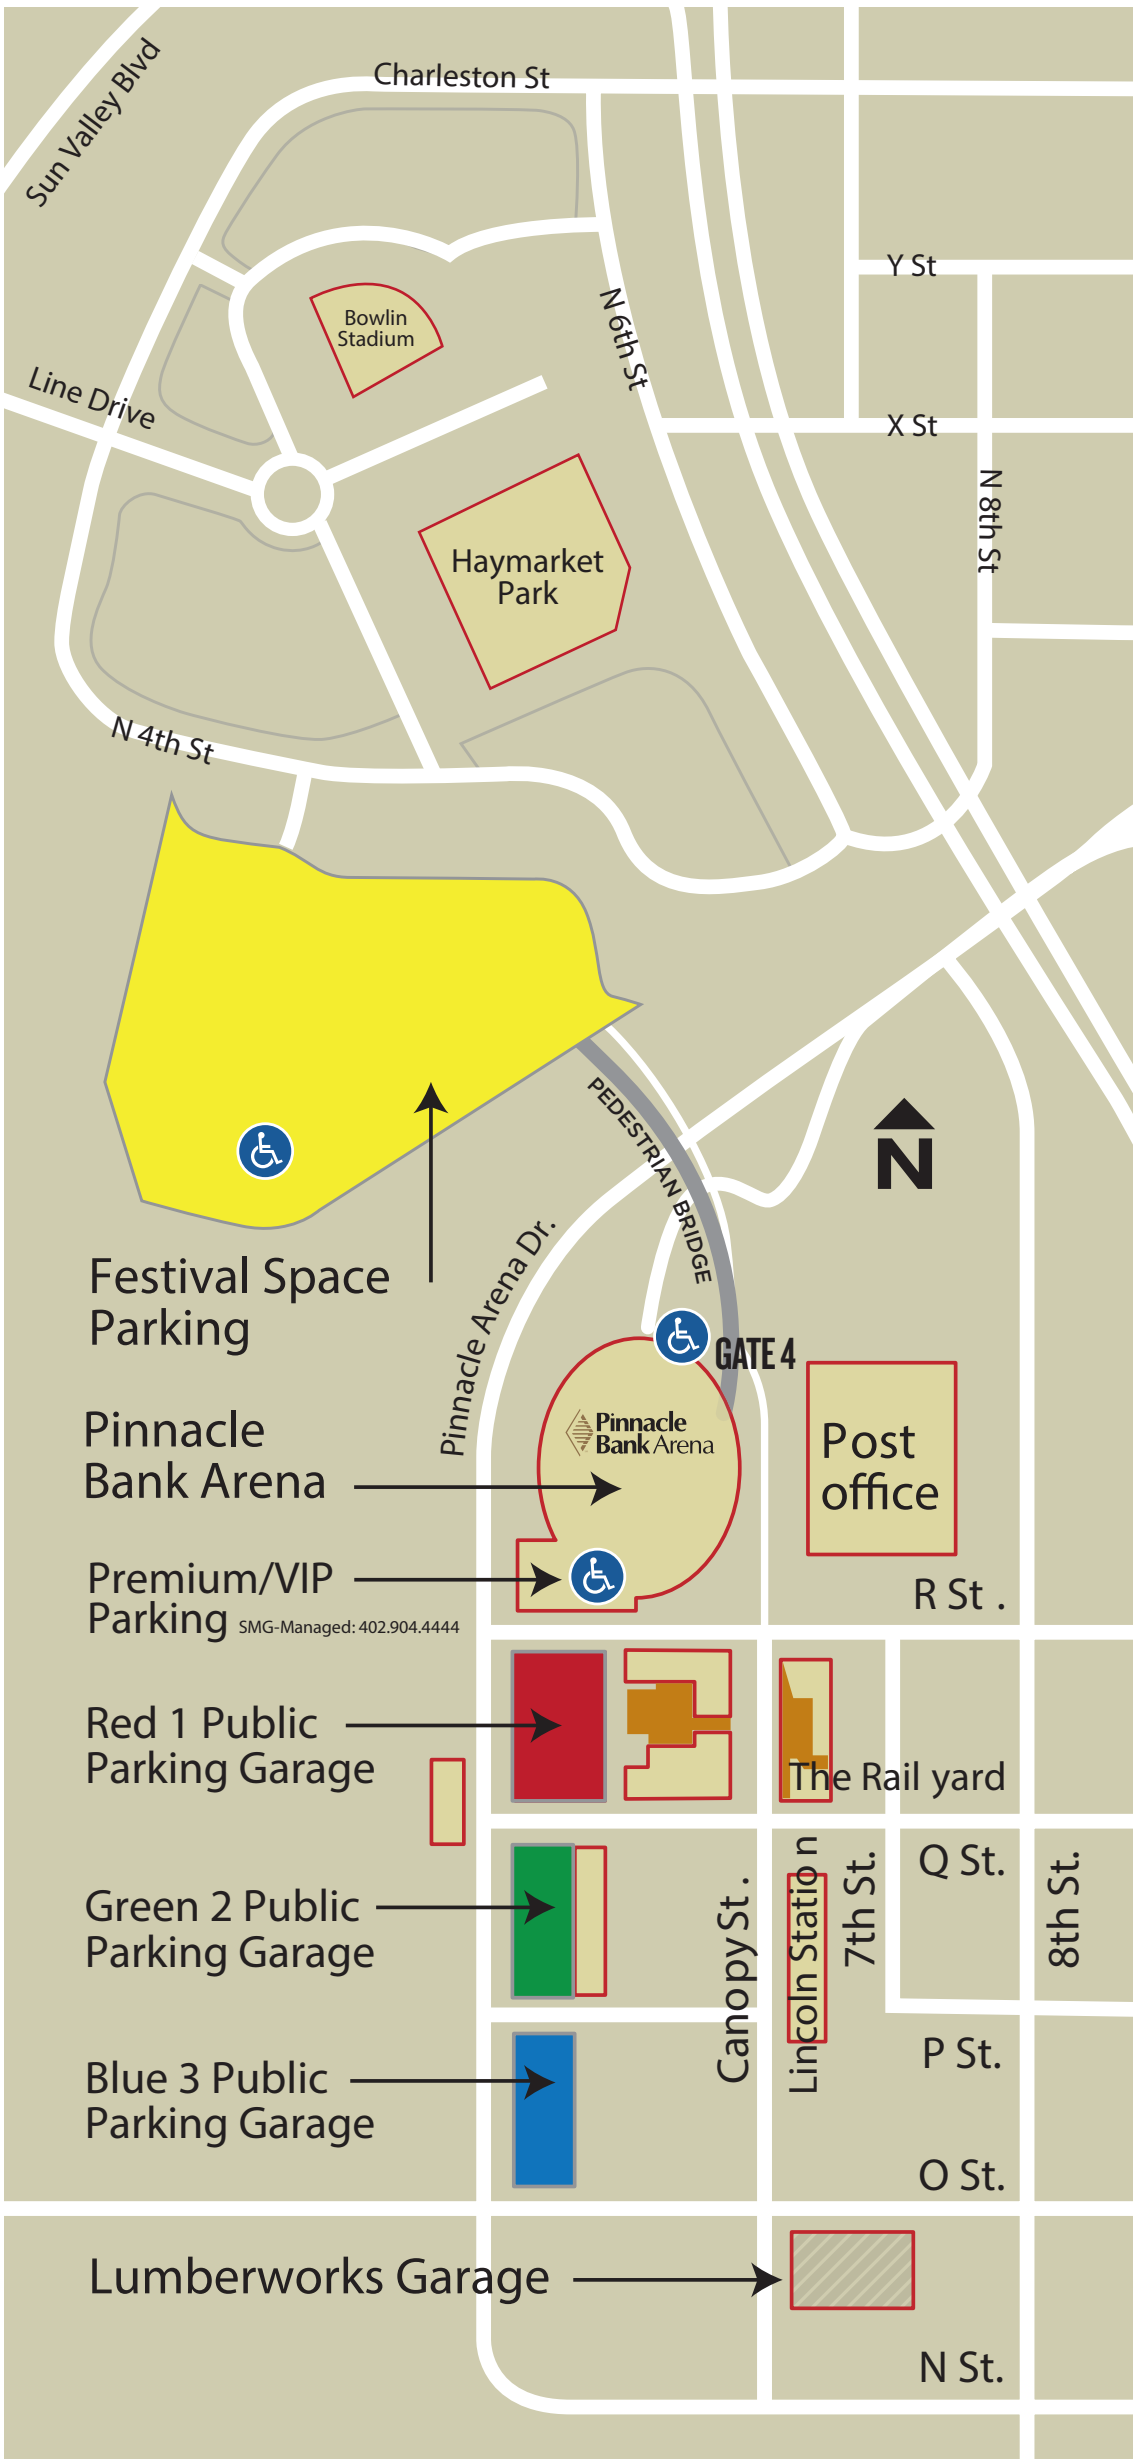 Charleston St
Sun Valley Blvd
Y St
N 6th St
Bowlin
Stadium
Line Drive
X St
N 8th St
Haymarket
Park
N 4th St
PEDESTRIAN BRIDGE
N
Pinnacle Arena Dr.
Festival Space
Parking
GATE 4
Pinnacle
Bank Arena
Pinnacle
Bank Arena
Post
office
Premium/VIP
Parking SMG-Managed: 402.904.4444
R St .
Red 1 Public
Parking Garage
The Rail yard
Q St.
Green 2 Public
Parking Garage
Canopy St .
Lincoln Statio n
7th St.
8th St.
P St.
Blue 3 Public
Parking Garage
O St.
Lumberworks Garage
N St.